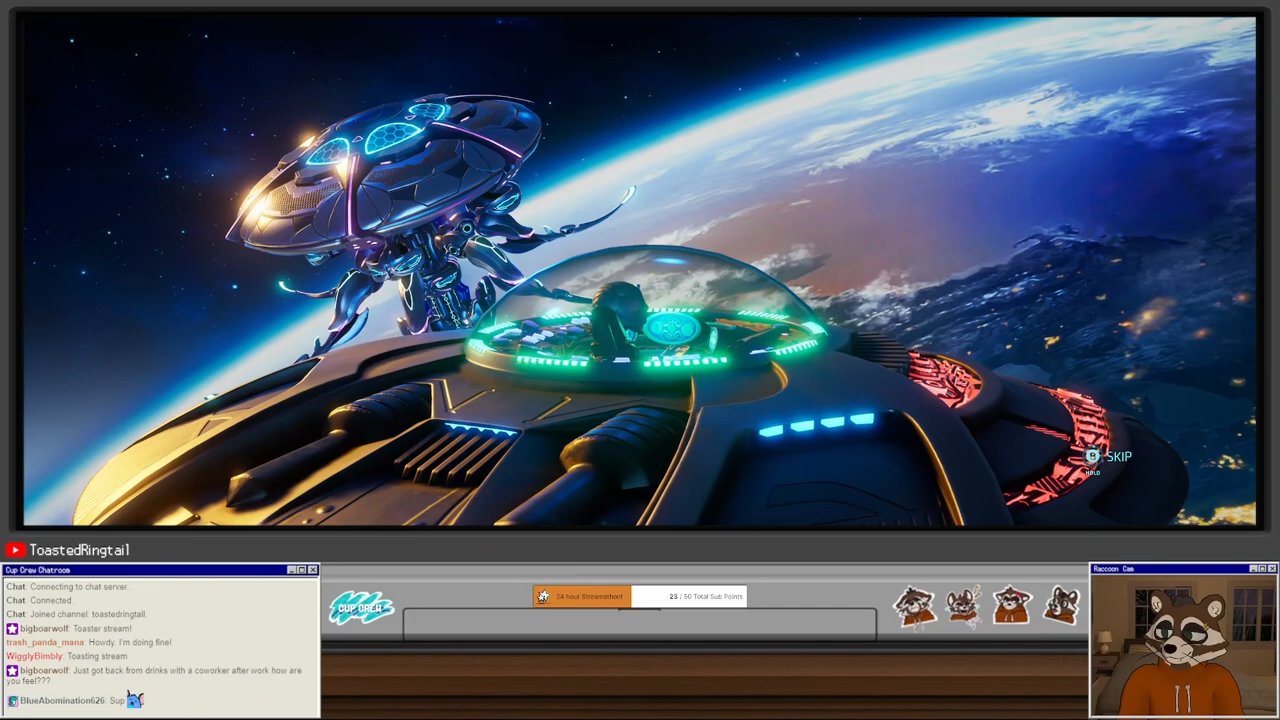 SKIP
HOLD
ToastedRingtail
Cup Crew Chatroom
Chat: Connecting to chat server..
Chat: Connected.
Chat: Joined channel: toastedringtail.
bigboarwolf: Toaster stream!
trash_panda_mana: Howdy. I'm doing fine!
WigglyBimbly: Toasting stream
bigboarwolf: Just got back from drinks with a coworker after work how are
you feel???
BlueAbomination626: Sup
CUP CREW
24 hour Streamathon!
23 / 50 Total Sub Points
Raccoon Cam